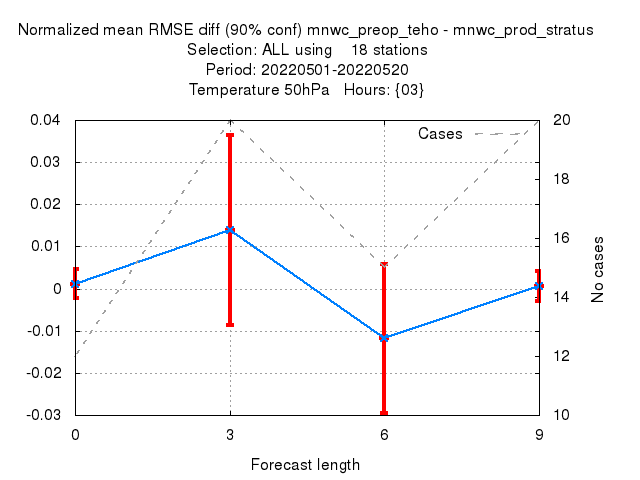 Normalized mean RMSE diff (90% conf) mnwc_preop_teho - mnwc_prod_stratus
Selection: ALL using    18 stations
Period: 20220501-20220520
Temperature 50hPa   Hours: {03}
Cases
0.04
0.03
0.02
0.01
0
-0.01
-0.02
-0.03
20
18
16
14
12
10
No cases
0 3 6 9
Forecast length